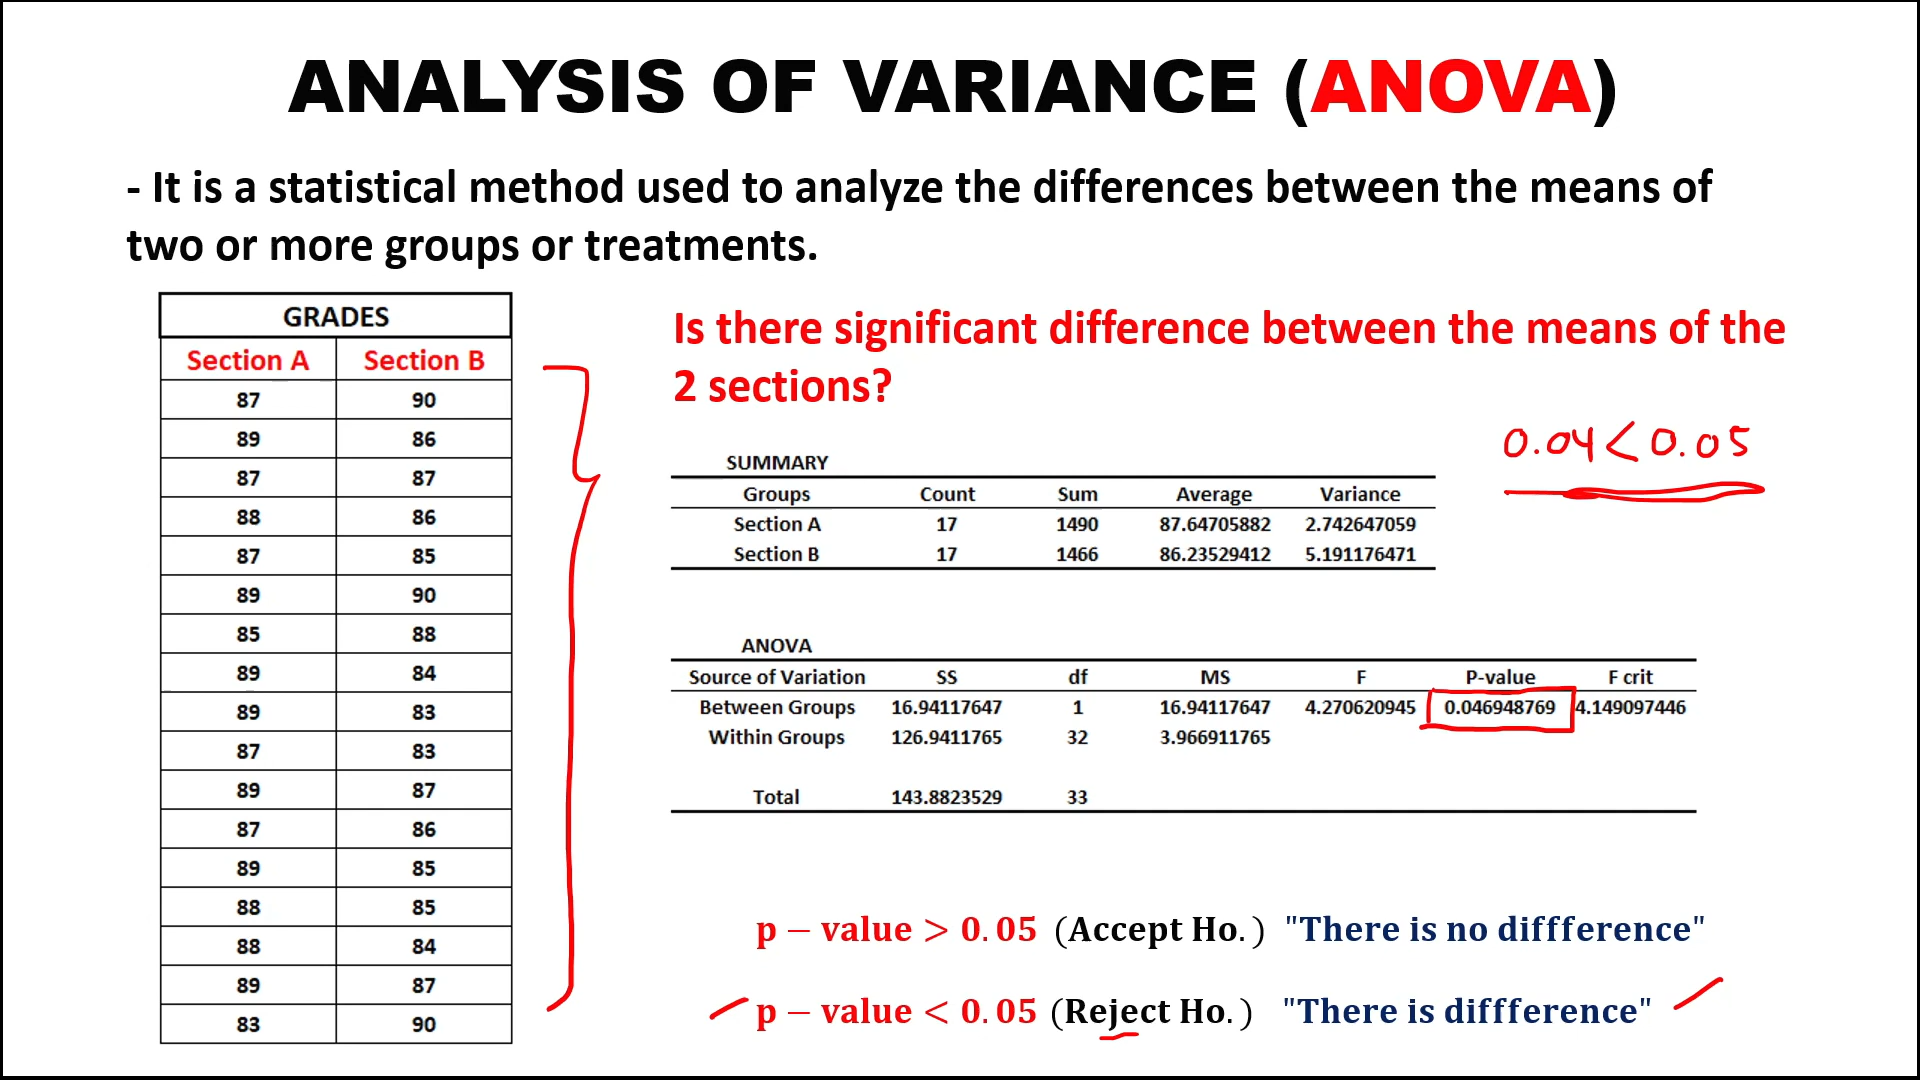 ANALYSIS OF VARIANCE (ANOVA)
- It is a statistical method used to analyze the differences between the means of
two or more groups or treatments.
GRADES
Section A Section B
87 90
89 86
87 87
88 86
87 85
89 90
85 88
89 84
89 83
87 83
89 87
87 86
89 85
88 85
88 84
89 87
83 90
Is there significant difference between the means of the
2 sections?
0.04 < 0.05
SUMMARY
Groups Count Sum Average Variance
Section A 17 1490 87.64705882 2.742647059
Section B 17 1466 86.23529412 5.191176471
ANOVA
Source of Variation SS df MS F P-value F crit
Between Groups 16.94117647 1 16.94117647 4.270620945 0.046948769 4.149097446
Within Groups 126.9411765 32 3.966911765
Total 143.8823529 33
p − value > 0.05 (Accept Ho.) "There is no diffference"
p − value < 0.05 (Reject Ho.) "There is diffference"